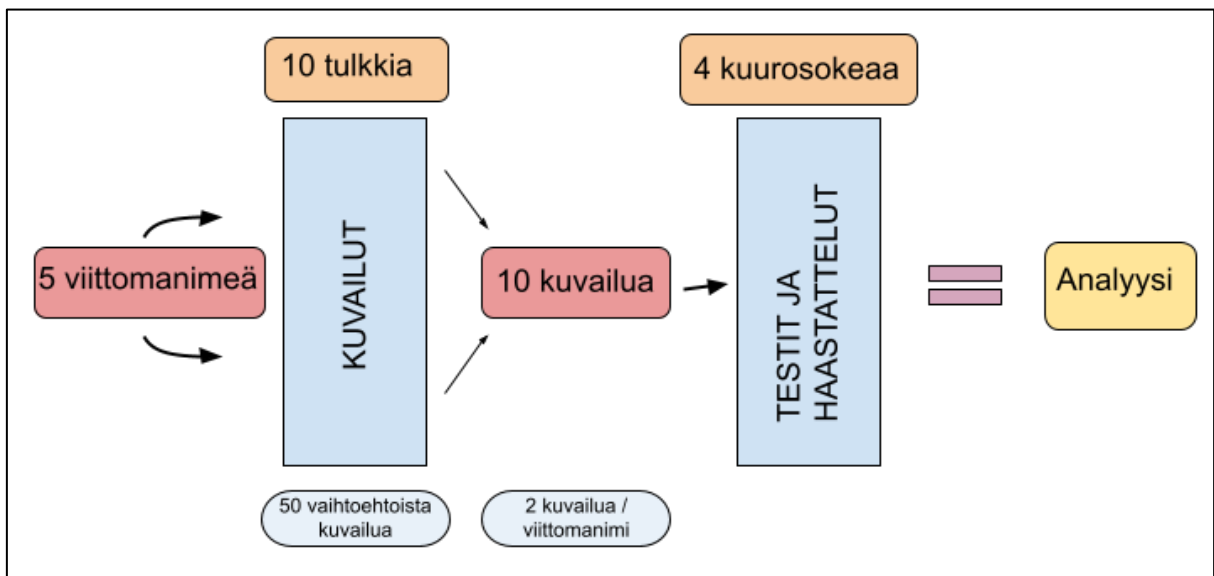 10 tulkkia
4 kuurosokeaa
5 viittomanimeä
KUVAILUT
10 kuvailua
TESTIT JA
HAASTATTELUT
Analyysi
50 vaihtoehtoista
kuvailua
2 kuvailua /
viittomanimi